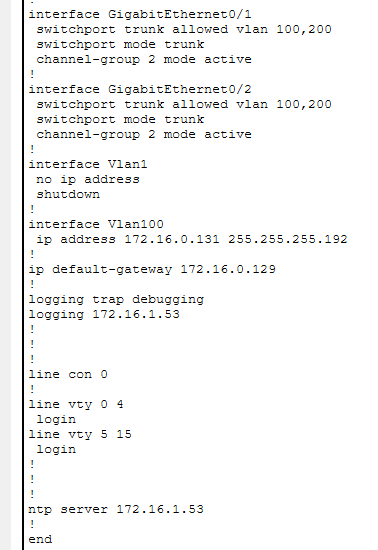 !
interface GigabitEthernet0/1
 switchport trunk allowed vlan 100,200
 switchport mode trunk
 channel-group 2 mode active
!
interface GigabitEthernet0/2
 switchport trunk allowed vlan 100,200
 switchport mode trunk
 channel-group 2 mode active
!
interface Vlan1
 no ip address
 shutdown
!
interface Vlan100
 ip address 172.16.0.131 255.255.255.192
!
ip default-gateway 172.16.0.129
!
logging trap debugging
logging 172.16.1.53
!
!
!
line con 0
!
line vty 0 4
 login
line vty 5 15
 login
!
!
!
ntp server 172.16.1.53
!
end